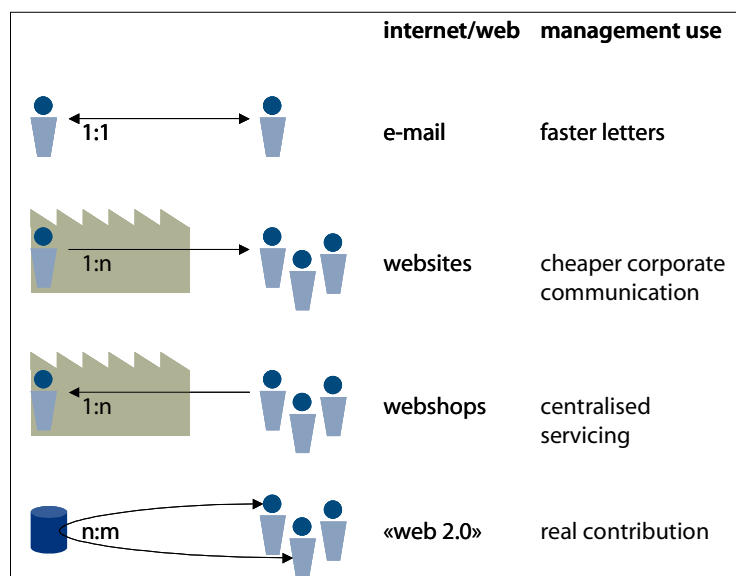 internet/web management use
1:1 e-mail faster letters
1:n websites cheaper corporate
communication
1:n webshops centralised
servicing
n:m «web 2.0» real contribution